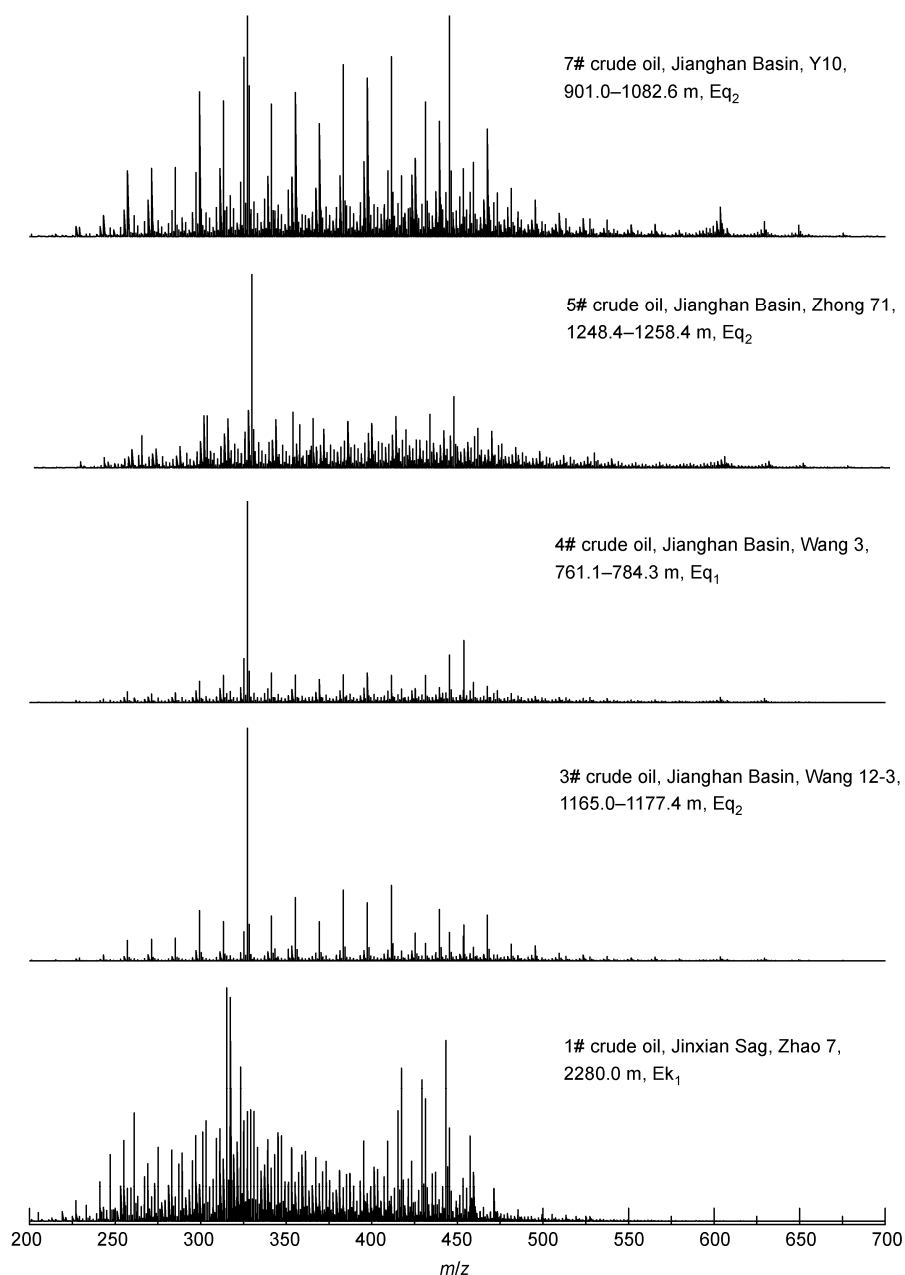 7# crude oil, Jianghan Basin, Y10,
901.0–1082.6 m, Eq₂
5# crude oil, Jianghan Basin, Zhong 71,
1248.4–1258.4 m, Eq₂
4# crude oil, Jianghan Basin, Wang 3,
761.1–784.3 m, Eq₁
3# crude oil, Jianghan Basin, Wang 12-3,
1165.0–1177.4 m, Eq₂
1# crude oil, Jinxian Sag, Zhao 7,
2280.0 m, Ek₁
200 250 300 350 400 450 500 550 600 650 700
m/z